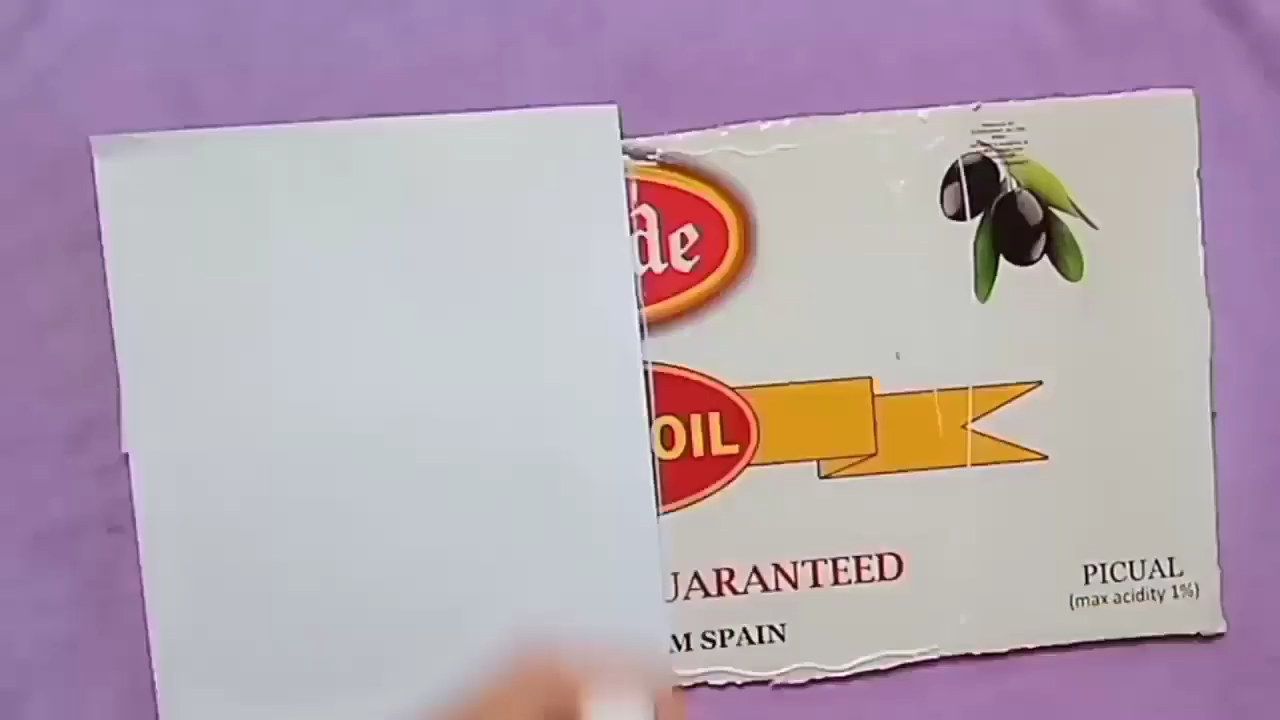 de
OIL
UARANTEED
PICUAL
(max acidity 1%)
M SPAIN